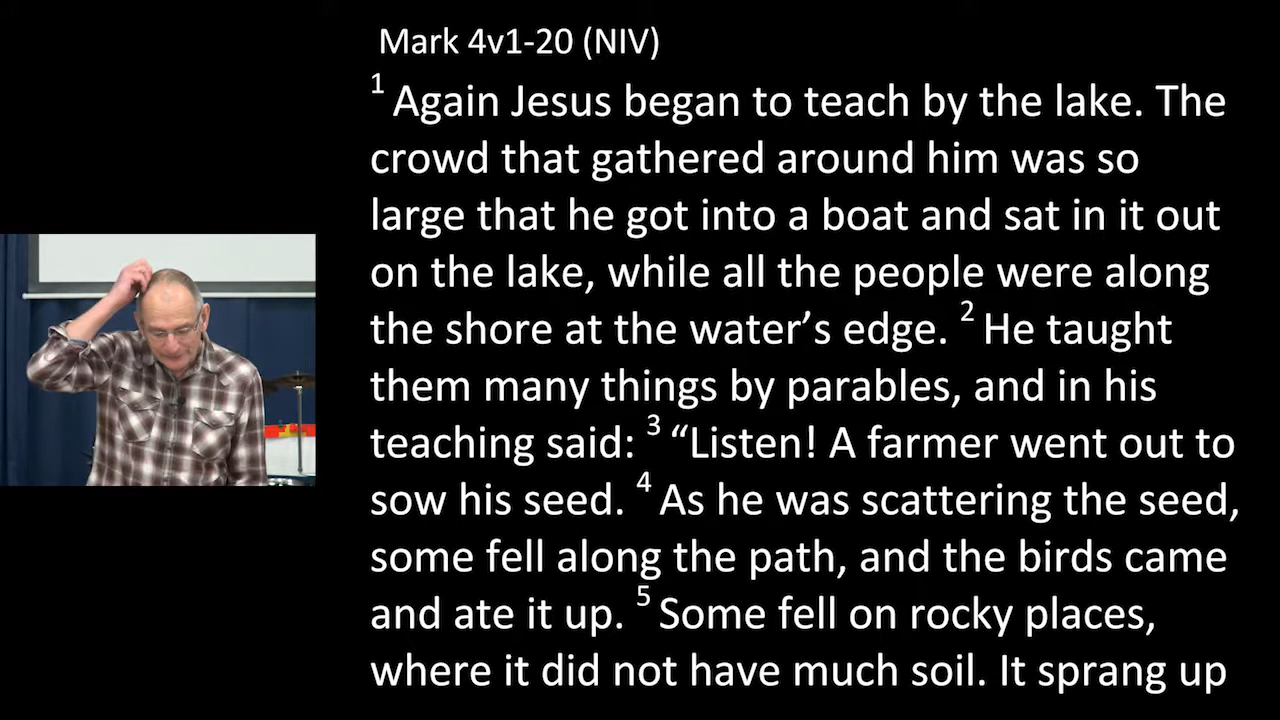 Mark 4v1-20 (NIV)
1 Again Jesus began to teach by the lake. The
crowd that gathered around him was so
large that he got into a boat and sat in it out
on the lake, while all the people were along
the shore at the water’s edge. 2 He taught
them many things by parables, and in his
teaching said: 3 “Listen! A farmer went out to
sow his seed. 4 As he was scattering the seed,
some fell along the path, and the birds came
and ate it up. 5 Some fell on rocky places,
where it did not have much soil. It sprang up